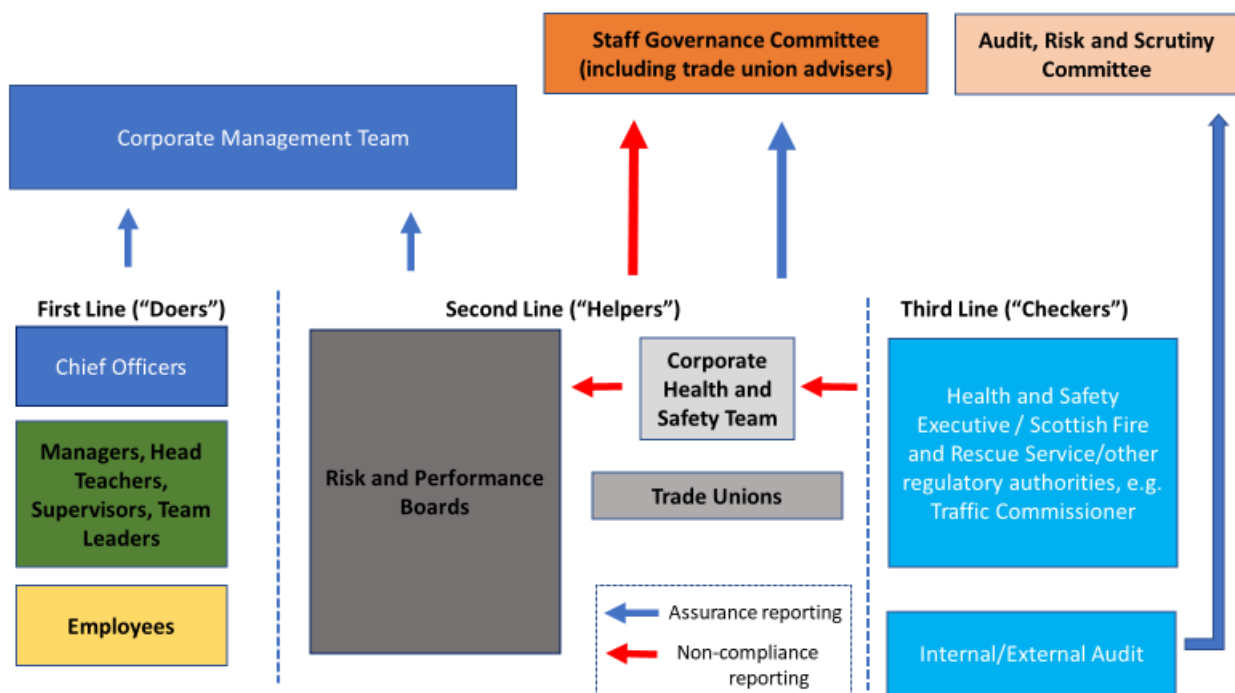 Staff Governance Committee
(including trade union advisers)
Audit, Risk and Scrutiny
Committee
Corporate Management Team
First Line (“Doers”)
Second Line (“Helpers”)
Third Line (“Checkers”)
Chief Officers
Managers, Head
Teachers,
Supervisors, Team
Leaders
Employees
Risk and Performance
Boards
Corporate
Health and
Safety Team
Trade Unions
Assurance reporting
Non-compliance
reporting
Health and Safety
Executive / Scottish Fire
and Rescue Service/other
regulatory authorities, e.g.
Traffic Commissioner
Internal/External Audit